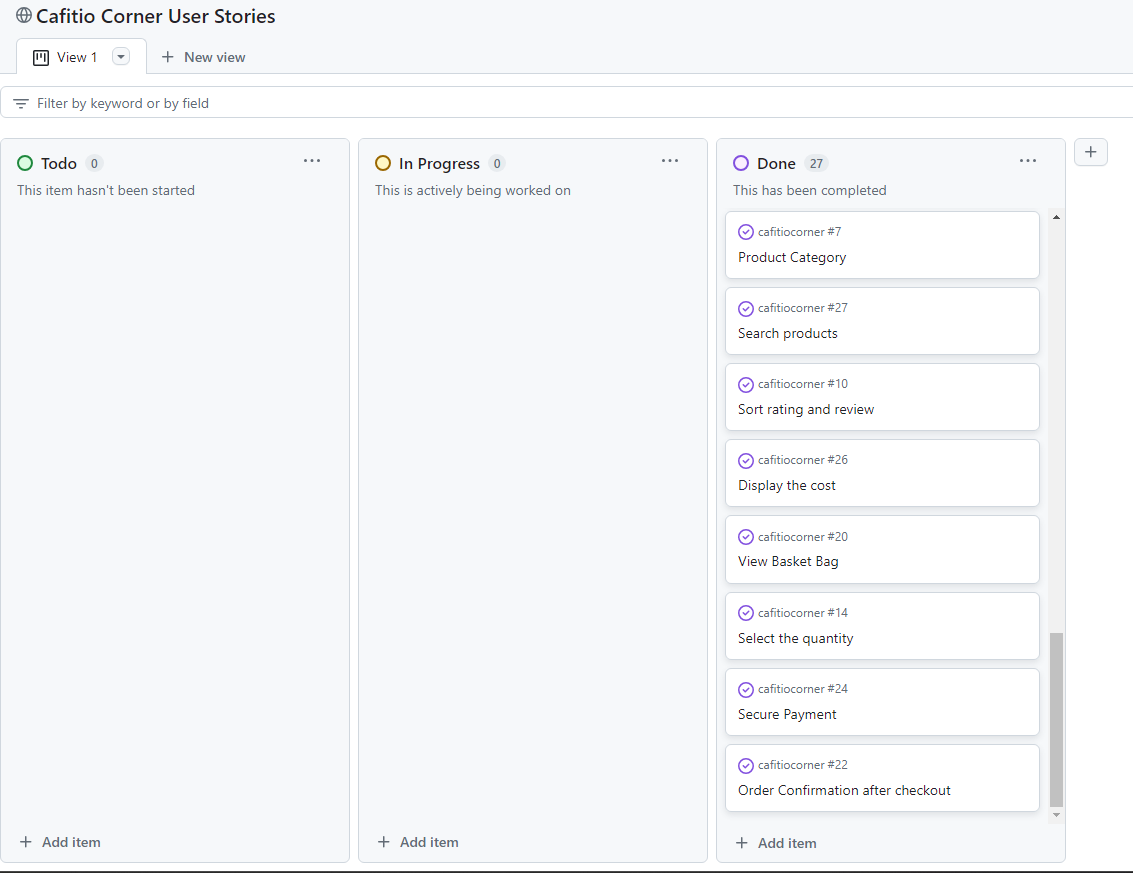 Cafitio Corner User Stories
View 1
New view
Filter by keyword or by field
Todo 0
This item hasn't been started
Add item
In Progress 0
This is actively being worked on
Add item
Done 27
This has been completed
cafitiocorner #7
Product Category
cafitiocorner #27
Search products
cafitiocorner #10
Sort rating and review
cafitiocorner #26
Display the cost
cafitiocorner #20
View Basket Bag
cafitiocorner #14
Select the quantity
cafitiocorner #24
Secure Payment
cafitiocorner #22
Order Confirmation after checkout
Add item